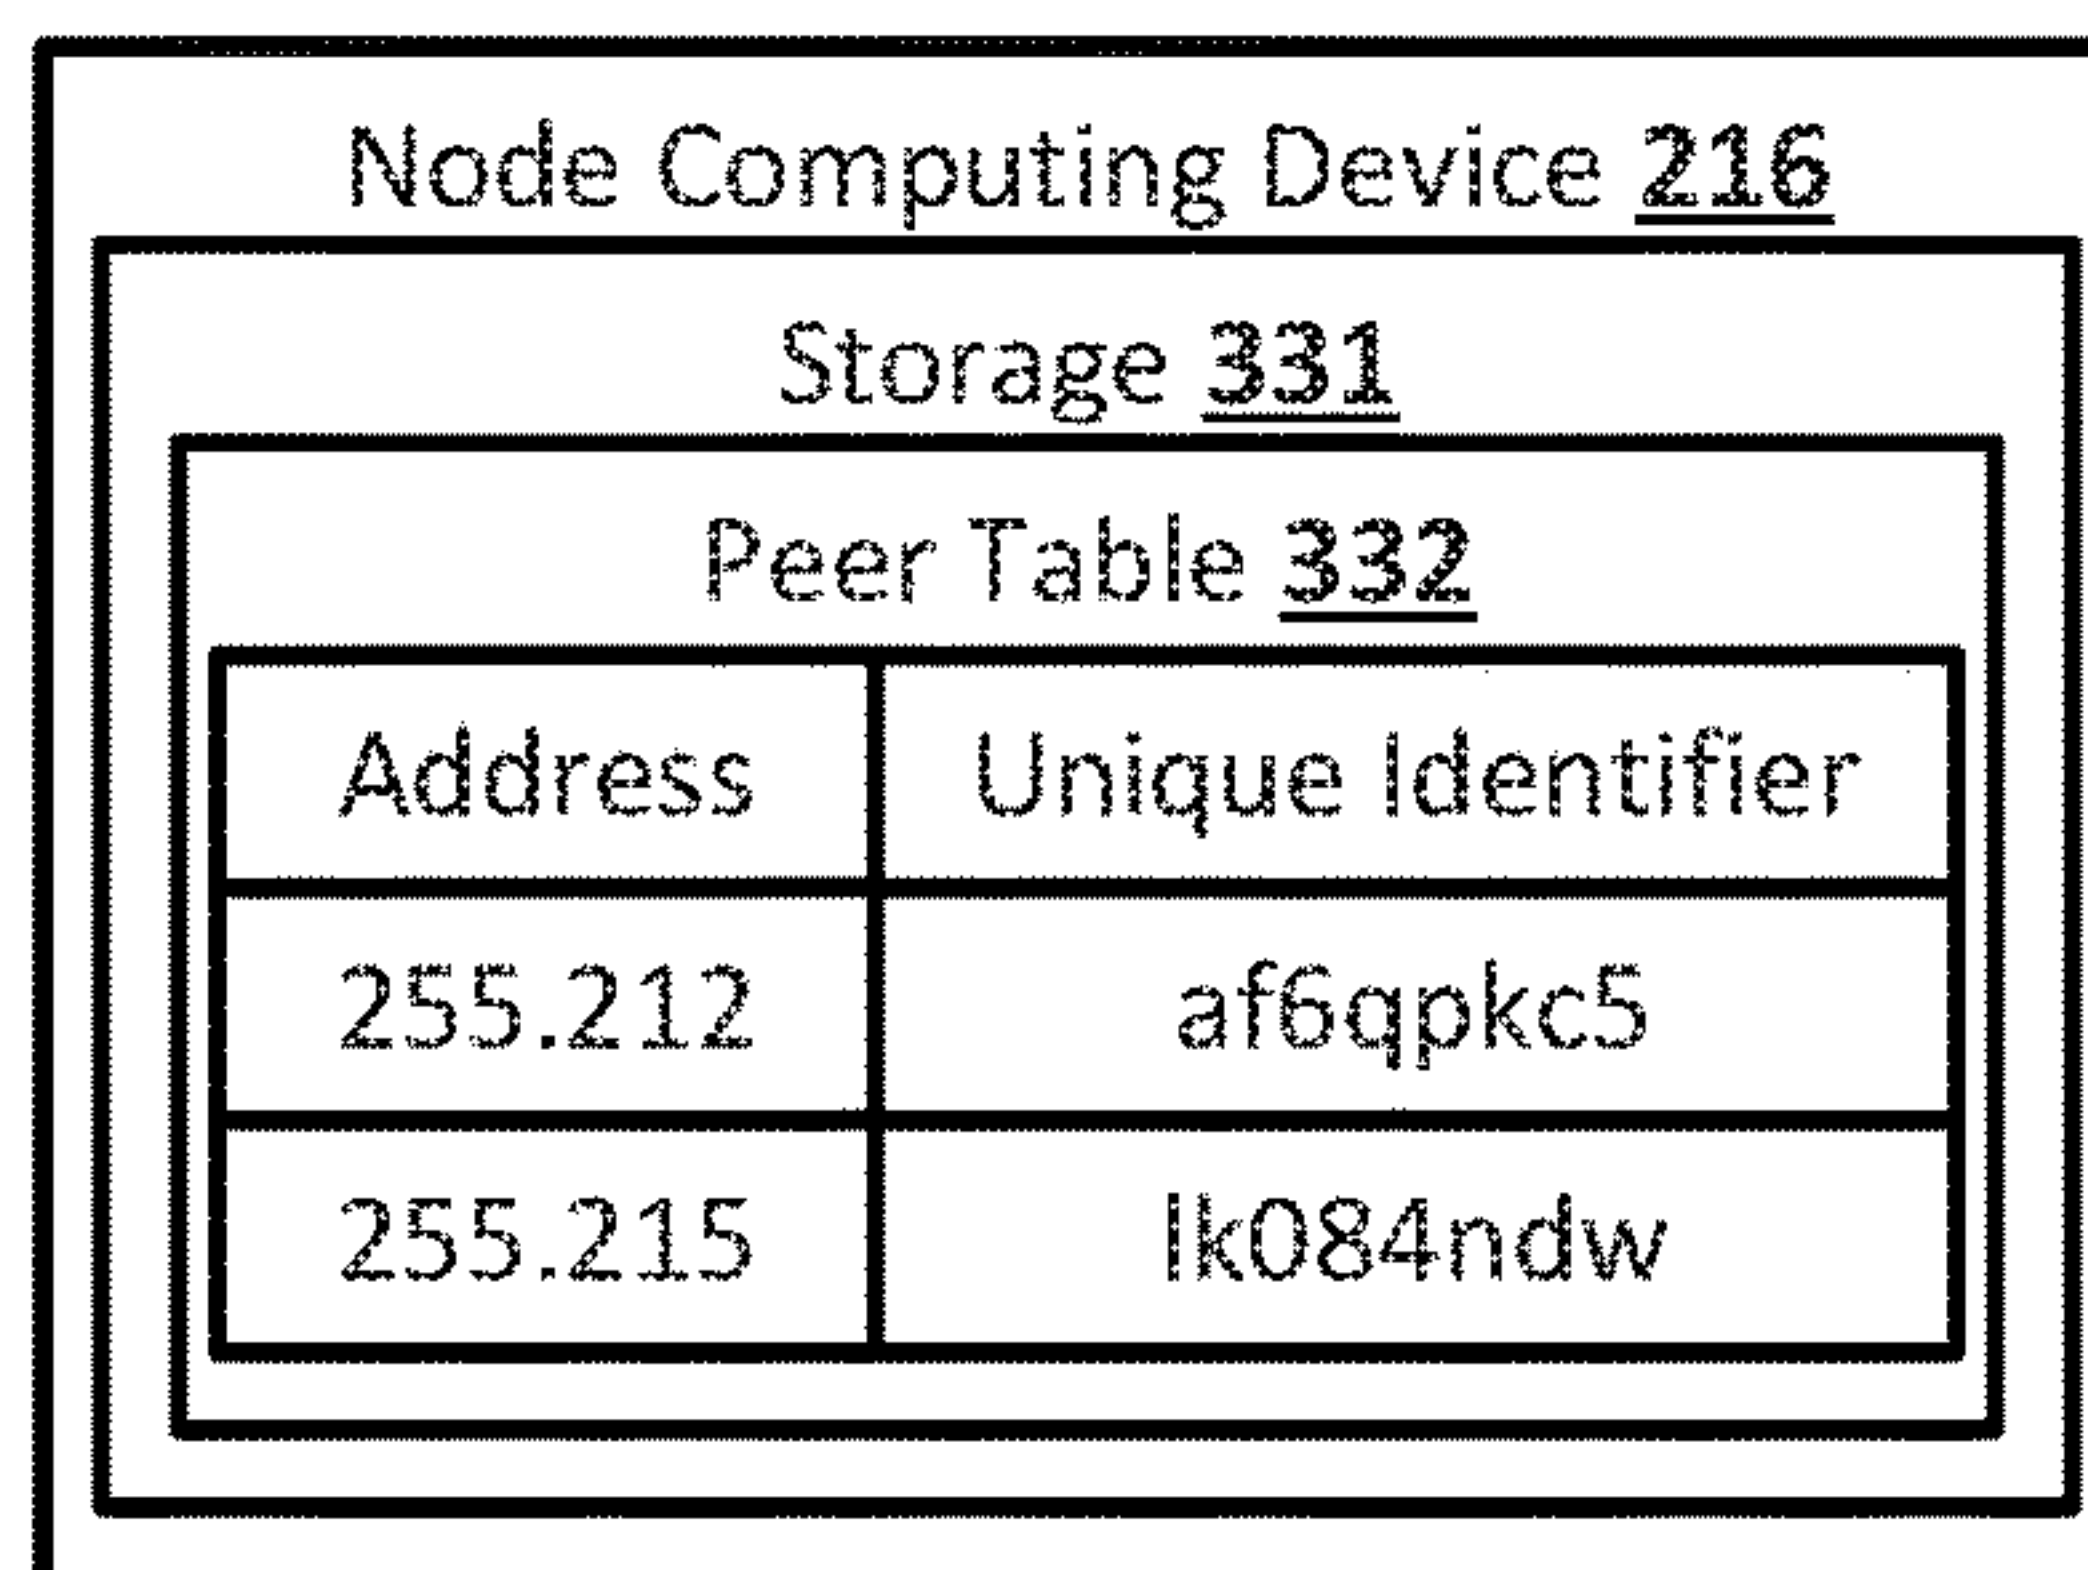 Node Computing Device 216
Storage 331
Peer Table 332
Address Unique Identifier
255.212 af6qpkc5
255.215 lk084ndw